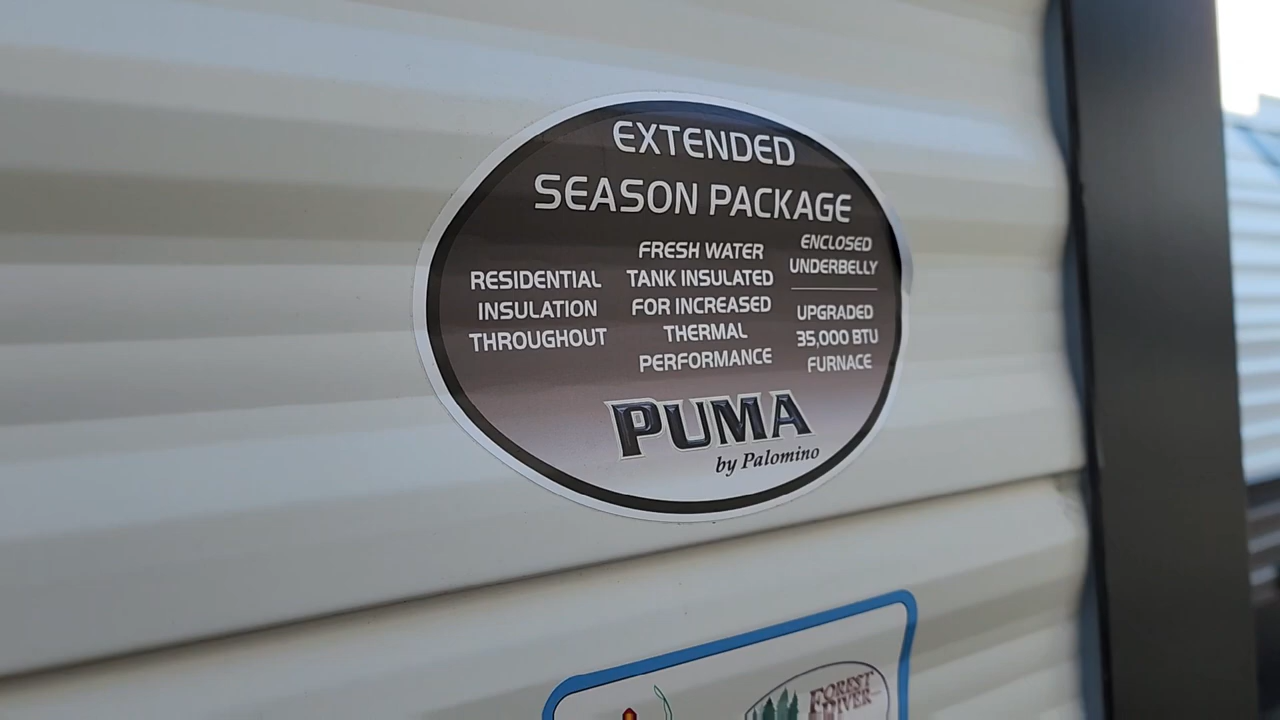 EXTENDED
SEASON PACKAGE
RESIDENTIAL
INSULATION
THROUGHOUT
FRESH WATER
TANK INSULATED
FOR INCREASED
THERMAL
PERFORMANCE
ENCLOSED
UNDERBELLY
UPGRADED
35,000 BTU
FURNACE
PUMA
by Palomino
FOREST
RIVER